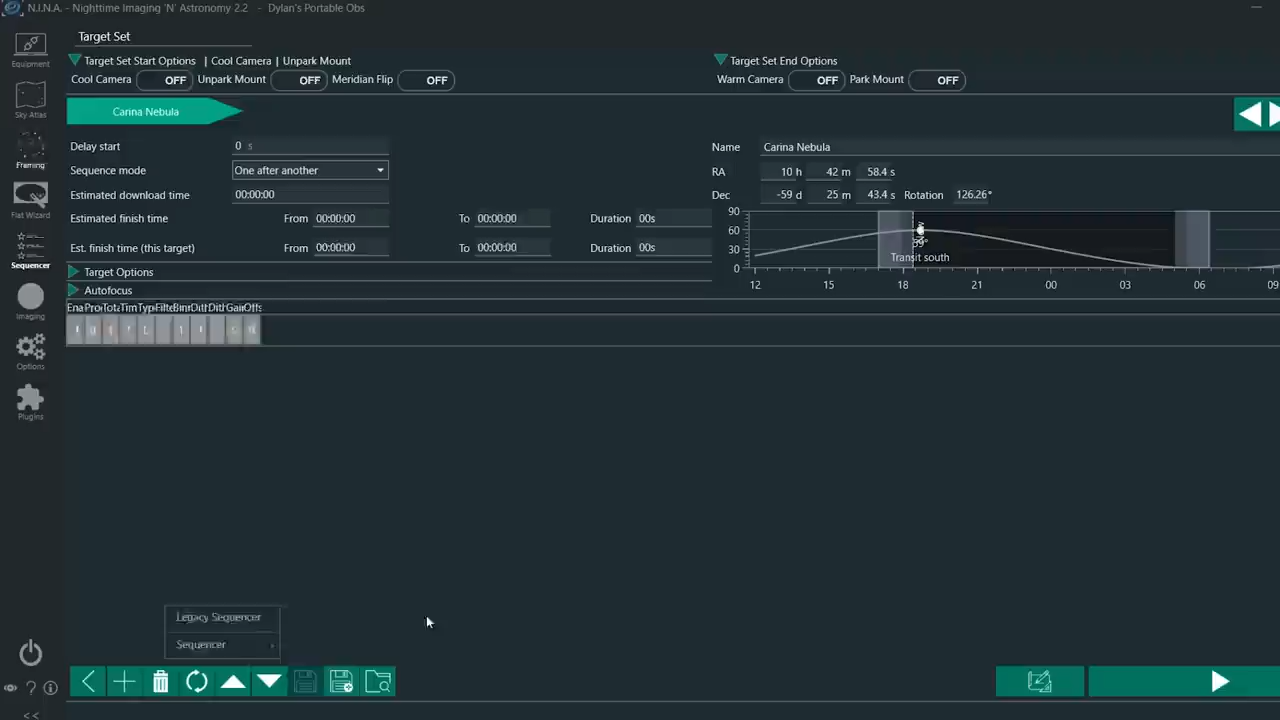 N.I.N.A. - Nighttime Imaging 'N' Astronomy 2.2 - Dylan's Portable Obs
Equipment
Sky Atlas
Framing
Flat Wizard
Sequencer
Imaging
Options
Plugins
<<
Target Set
Target Set Start Options | Cool Camera | Unpark Mount
Cool Camera OFF Unpark Mount OFF Meridian Flip OFF
Target Set End Options
Warm Camera OFF Park Mount OFF
Carina Nebula
Delay start 0 s
Sequence mode One after another
Estimated download time 00:00:00
Estimated finish time From 00:00:00 To 00:00:00 Duration 00s
Est. finish time (this target) From 00:00:00 To 00:00:00 Duration 00s
Target Options
Autofocus
Name Carina Nebula
RA 10 h 42 m 58.4 s
Dec -59 d 25 m 43.4 s Rotation 126.26°
90
60
30
0
Transit south
12 15 18 21 00 03 06 09
Legacy Sequencer
Sequencer